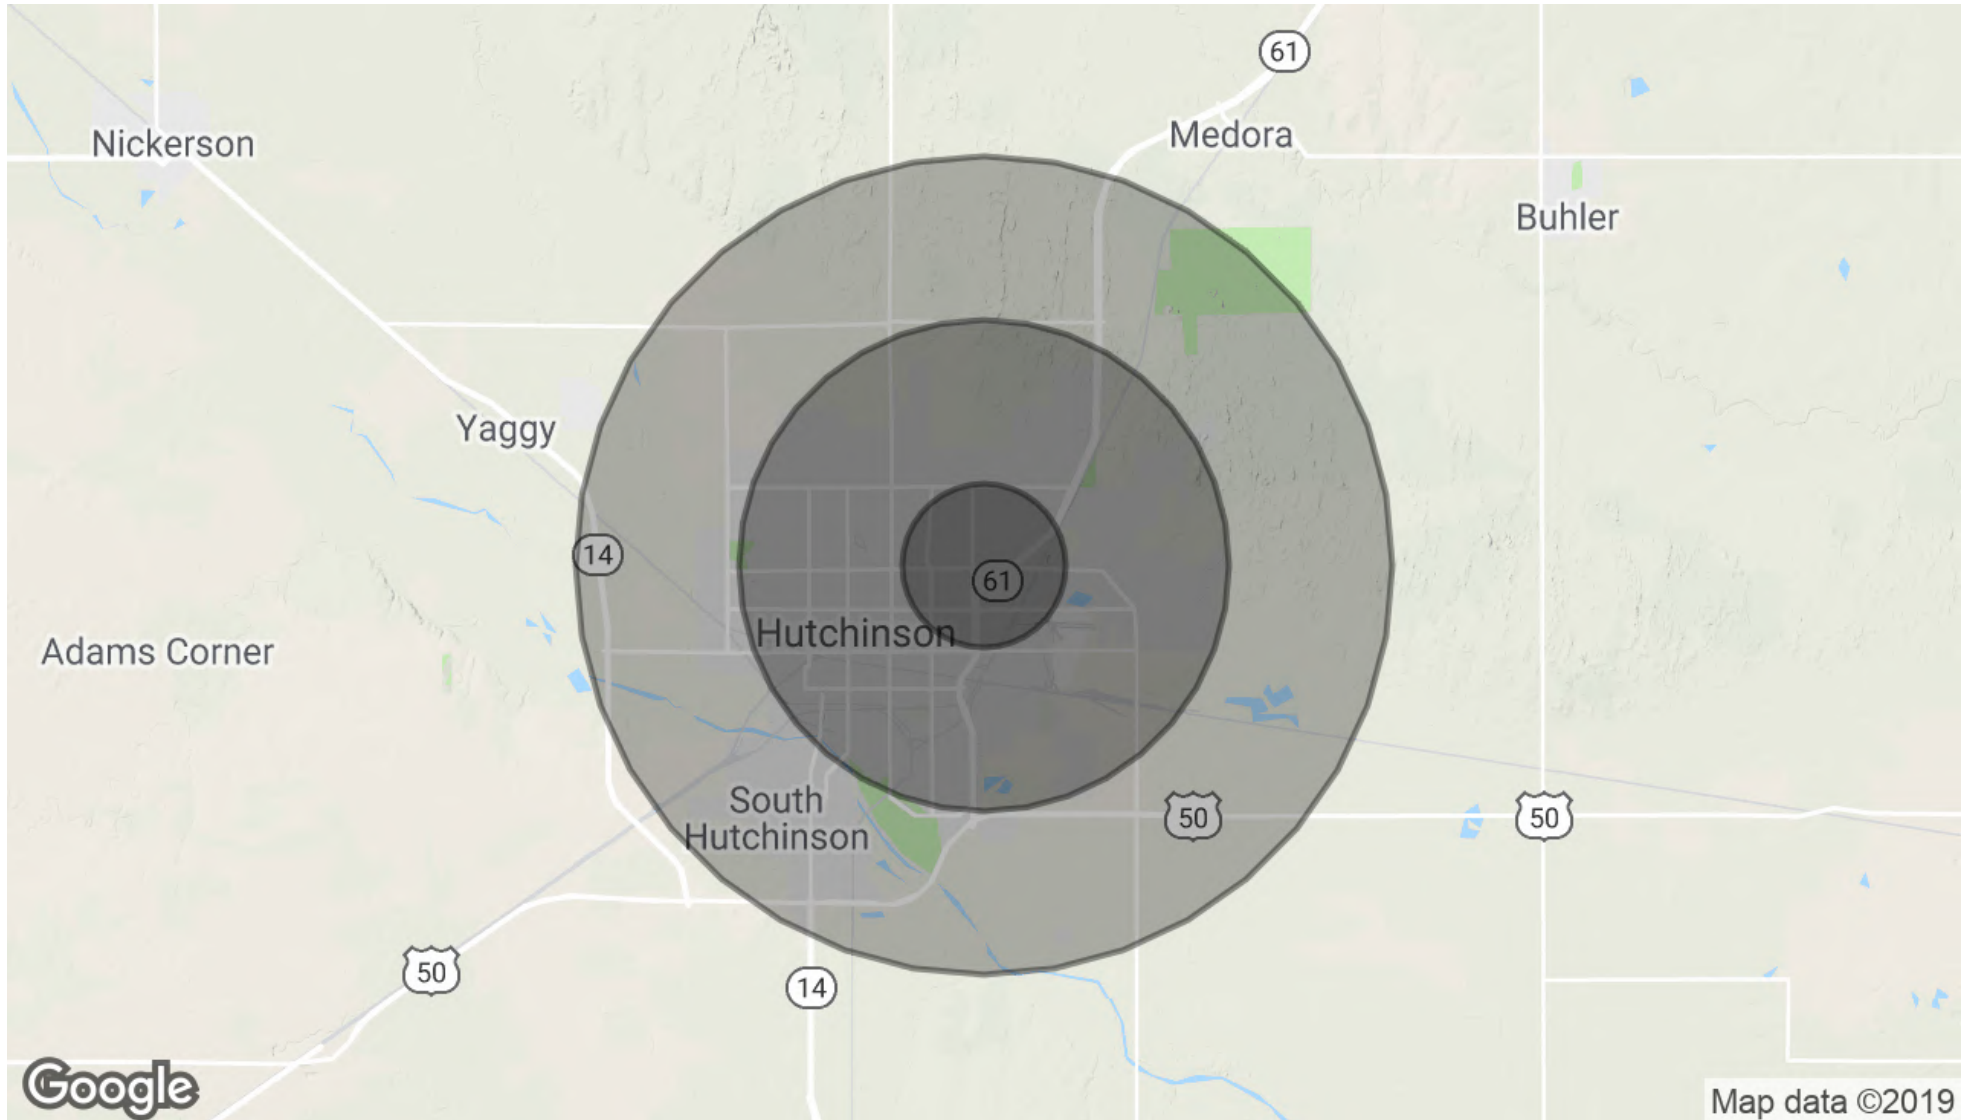 61
Medora
Nickerson
Buhler
Yaggy
14
61
Hutchinson
Adams Corner
South
Hutchinson
50
50
50
14
Google
Map data ©2019